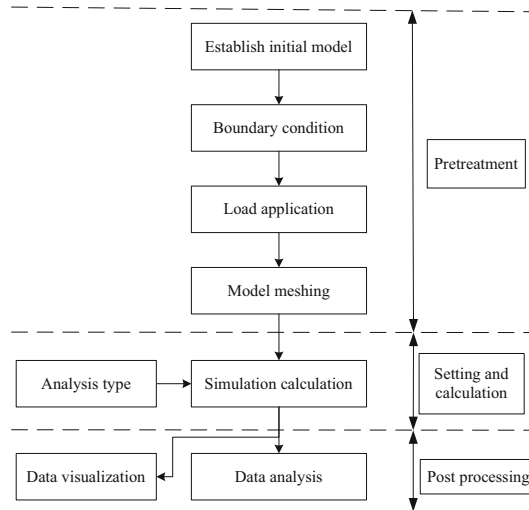 Establish initial model
Boundary condition
Pretreatment
Load application
Model meshing
Analysis type
Simulation calculation
Setting and
calculation
Data visualization
Data analysis
Post processing